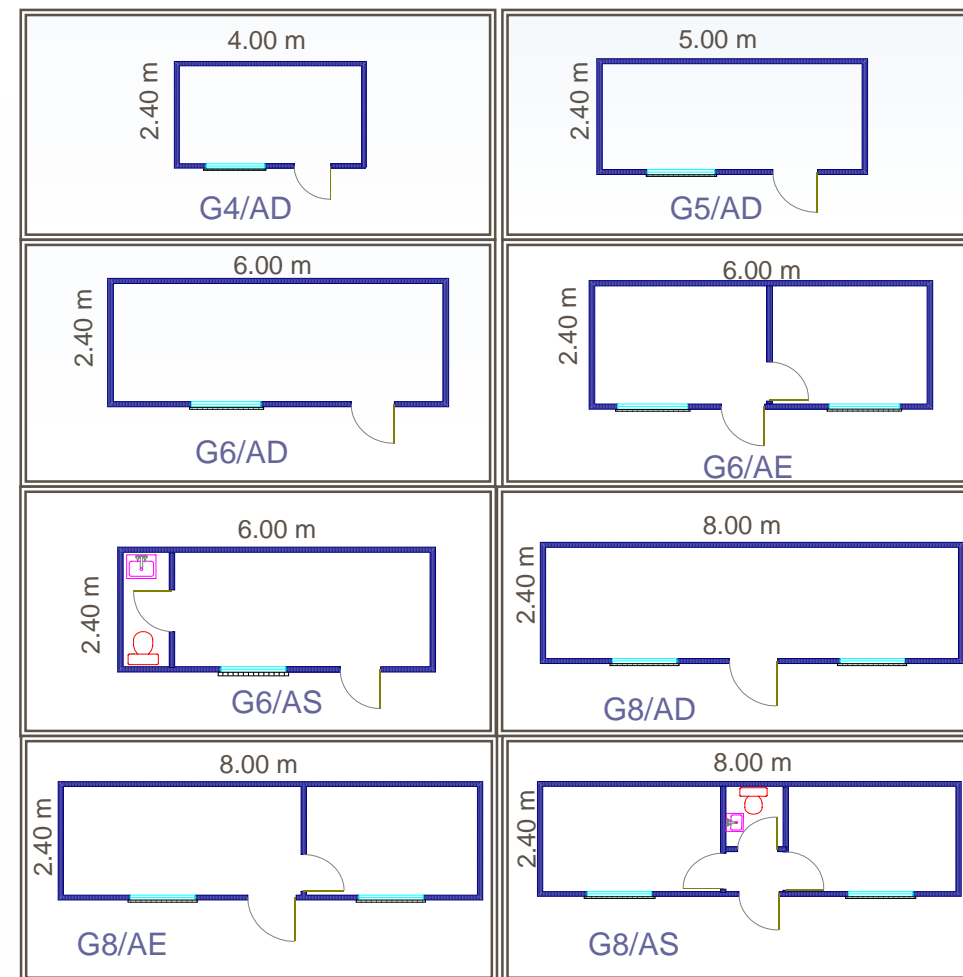 4.00 m
2.40 m
G4/AD
5.00 m
2.40 m
G5/AD
6.00 m
2.40 m
G6/AD
6.00 m
2.40 m
G6/AE
6.00 m
2.40 m
G6/AS
8.00 m
2.40 m
G8/AD
8.00 m
2.40 m
G8/AE
8.00 m
2.40 m
G8/AS